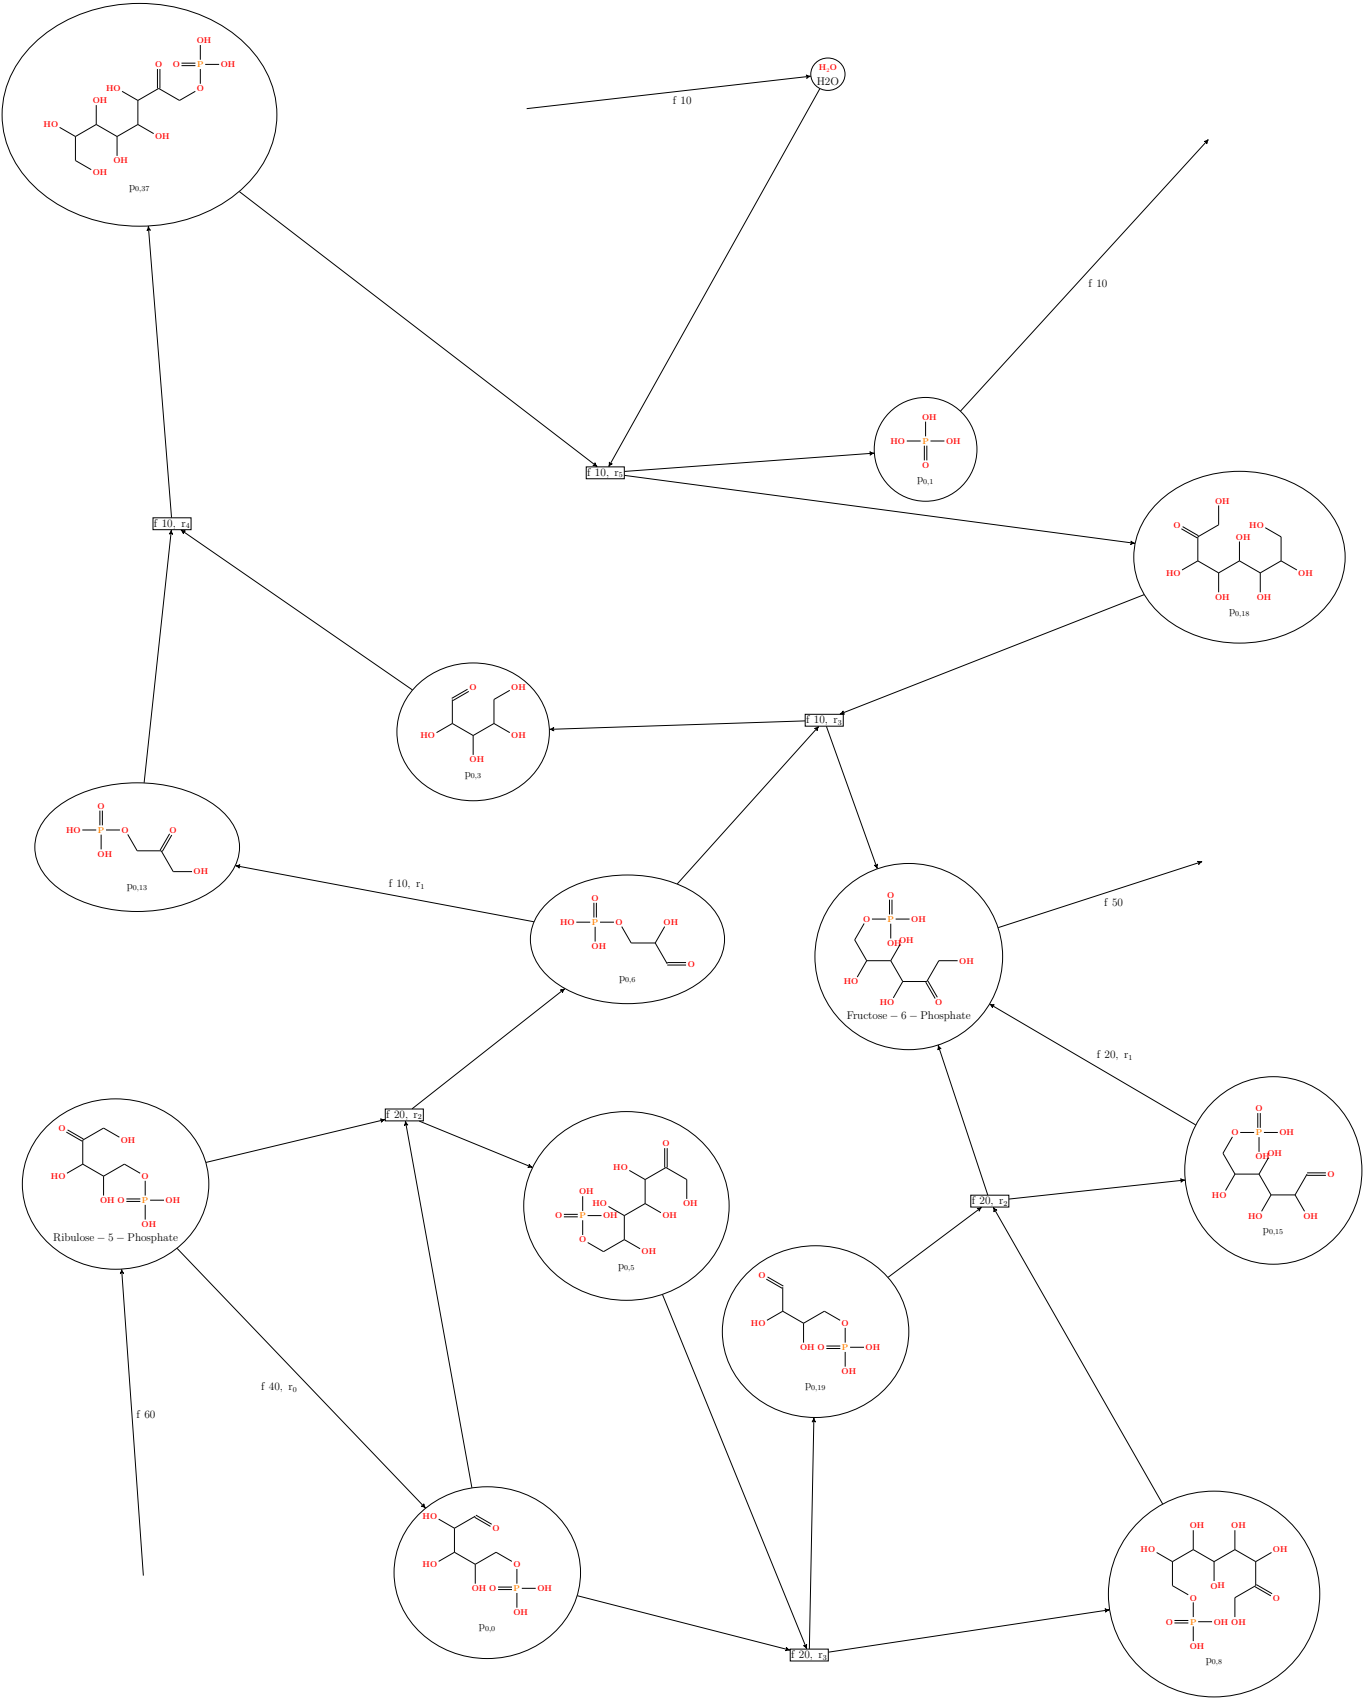 OH
O P OH
O
O
HO
OH
HO
OH
OH
OH
p0,37
H2O
H2O
f 10
f 10
OH
HO P OH
O
p0,1
f 10, r5
OH
O
HO
OH
HO
OH
OH
OH
p0,18
f 10, r4
O
OH
HO
OH
OH
p0,3
f 10, r3
O
HO P O
O
OH
OH
p0,13
f 10, r1
O
HO P O
OH
OH
O
p0,6
O
O P OH
OH
OH
OH
HO
HO
O
Fructose − 6 − Phosphate
f 50
f 20, r1
f 20, r2
O
OH
HO
O
OH
O P OH
OH
Ribulose − 5 − Phosphate
O
HO
OH
OH
HO
O P OH
OH
O
OH
p0,5
f 20, r2
O
O P OH
OH
OH
O
HO
HO
OH
p0,15
O
HO
O
OH
O P OH
OH
p0,19
f 40, r0
f 60
HO
O
HO
O
OH
O P OH
OH
p0,0
f 20, r3
OH
OH
HO
OH
OH
O
O
O P OH
OH
OH
p0,8